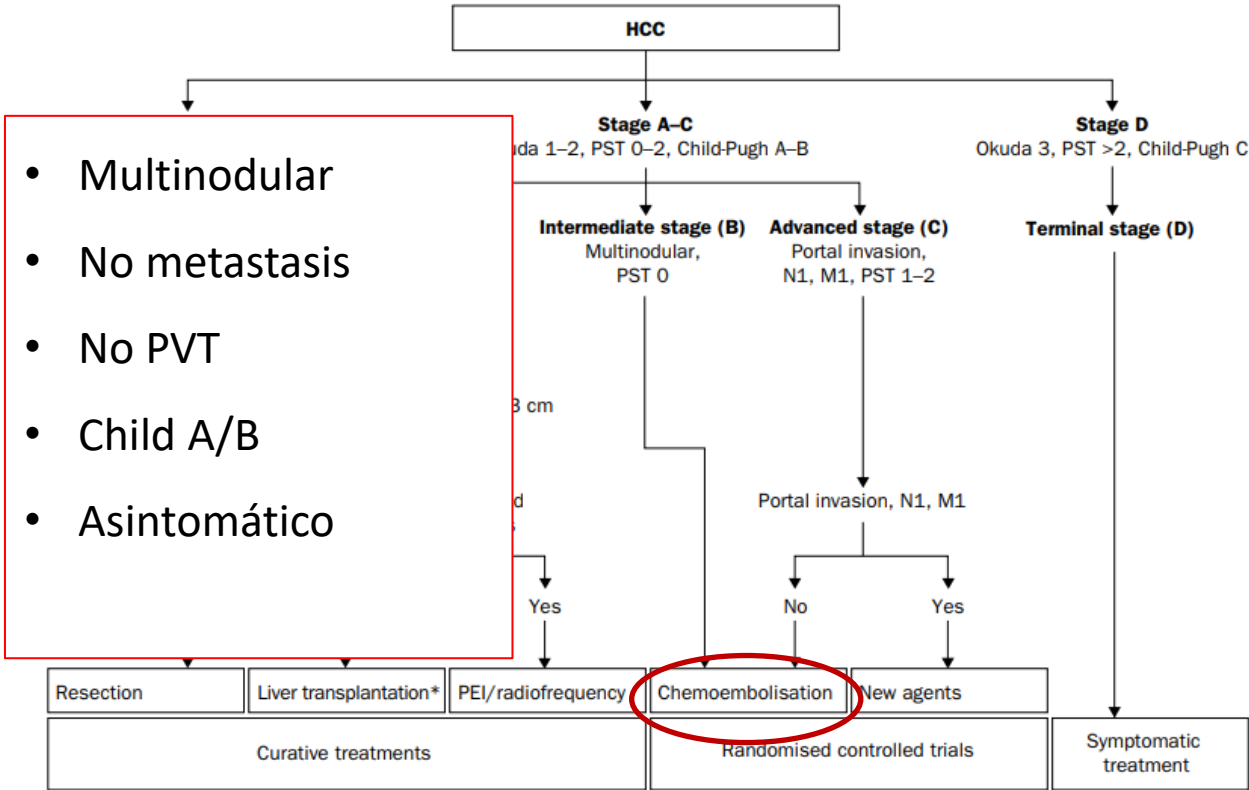 HCC
Stage A–C
1–2, PST 0–2, Child-Pugh A–B
Stage D
Okuda 3, PST >2, Child-Pugh C
• Multinodular
• No metastasis
• No PVT
• Child A/B
• Asintomático
Intermediate stage (B)
Multinodular,
PST 0
Advanced stage (C)
Portal invasion,
N1, M1, PST 1–2
Terminal stage (D)
3 cm
Portal invasion, N1, M1
Yes
No
Yes
Resection
Liver transplantation*
PEI/radiofrequency
Chemoembolisation
New agents
Curative treatments
Randomised controlled trials
Symptomatic
treatment